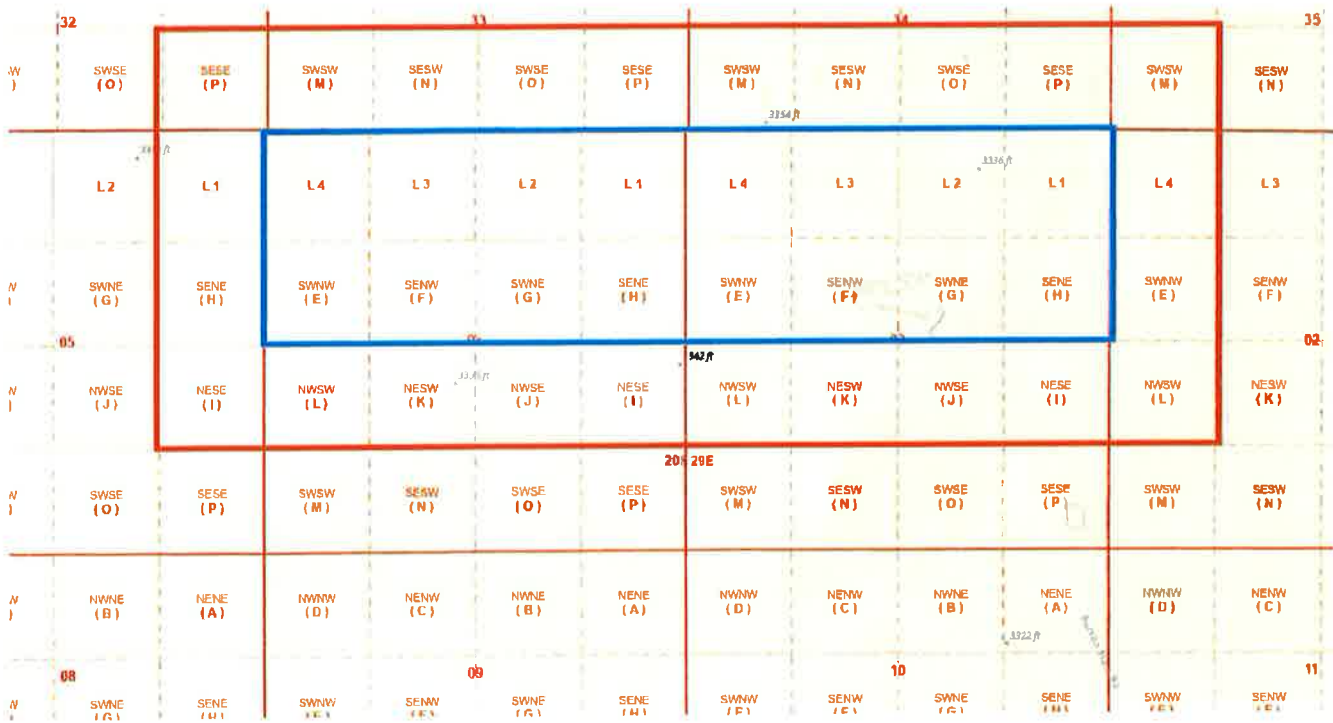 32 33 34 35
SWSE SESE SWSW SESW SWSE SESE SWSW SESW SWSE SESE SWSW SESW
(O) (P) (M) (N) (O) (P) (M) (N) (O) (P) (M) (N)
3354 ft
3336 ft
L2 L1 L4 L3 L2 L1 L4 L3 L2 L1 L4 L3
SWNE SENE SWNW SENW SWNE SENE SWNW SENW SWNE SENE SWNW SENW
(G) (H) (E) (F) (G) (H) (E) (F) (G) (H) (E) (F)
05 02
342 ft
NWSE NESE NWSW NESW NWSE NESE NWSW NESW NWSE NESE NWSW NESW
(J) (I) (L) (K) (J) (I) (L) (K) (J) (I) (L) (K)
29E
SWSE SESE SWSW SESW SWSE SESE SWSW SESW SWSE SESE SWSW SESW
(O) (P) (M) (N) (O) (P) (M) (N) (O) (P) (M) (N)
NWNE NENE NWNW NENW NWNE NENE NWNW NENW NWNE NENE NWNW NENW
(B) (A) (D) (C) (B) (A) (D) (C) (B) (A) (D) (C)
3322 ft
08 09 10 11
SWNE SENE SWNW SENW SWNE SENE SWNW SENW SWNE SENE SWNW SENW